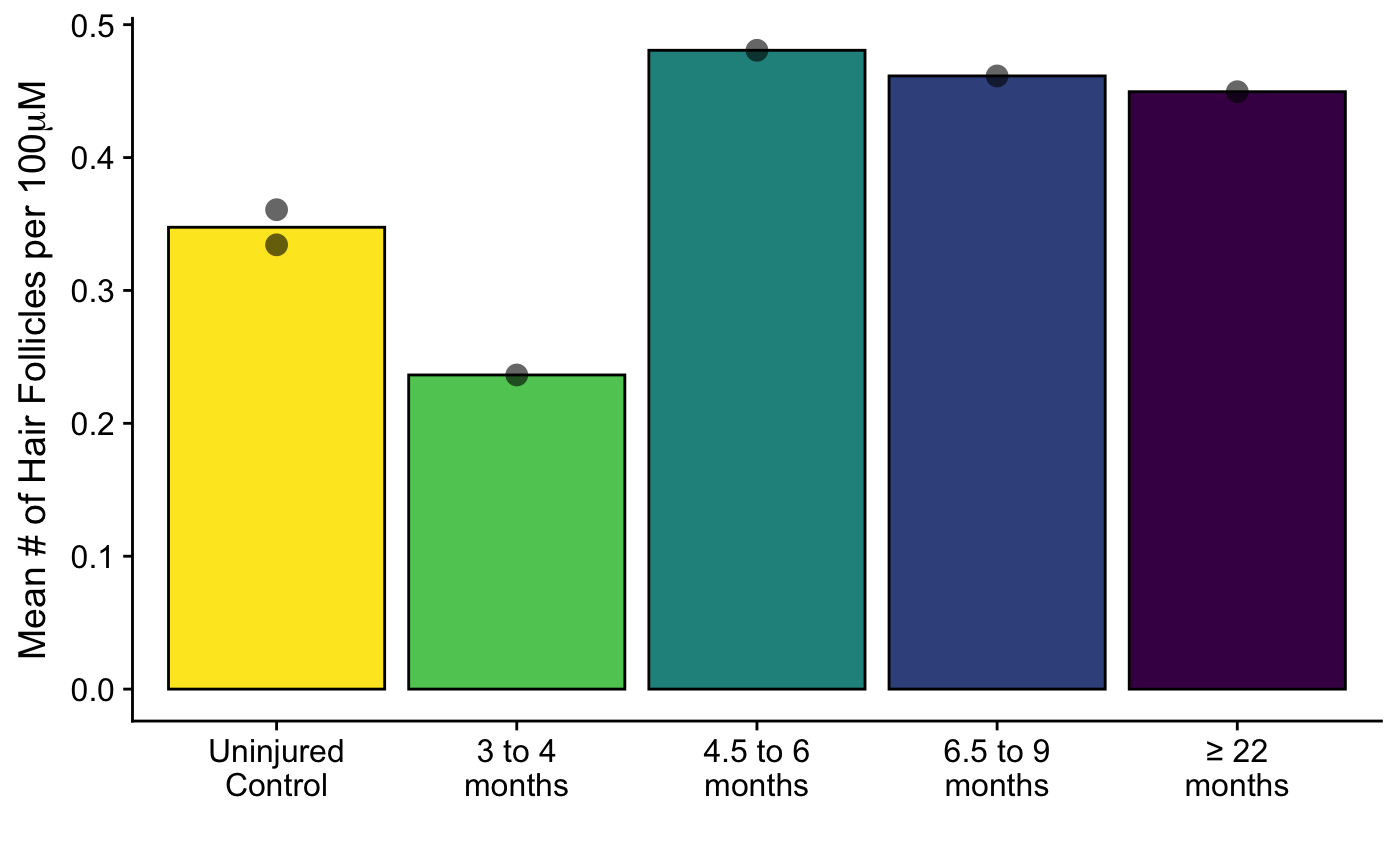 Mean # of Hair Follicles per 100μM
0.5
0.4
0.3
0.2
0.1
0.0
Uninjured
Control
3 to 4
months
4.5 to 6
months
6.5 to 9
months
≥ 22
months